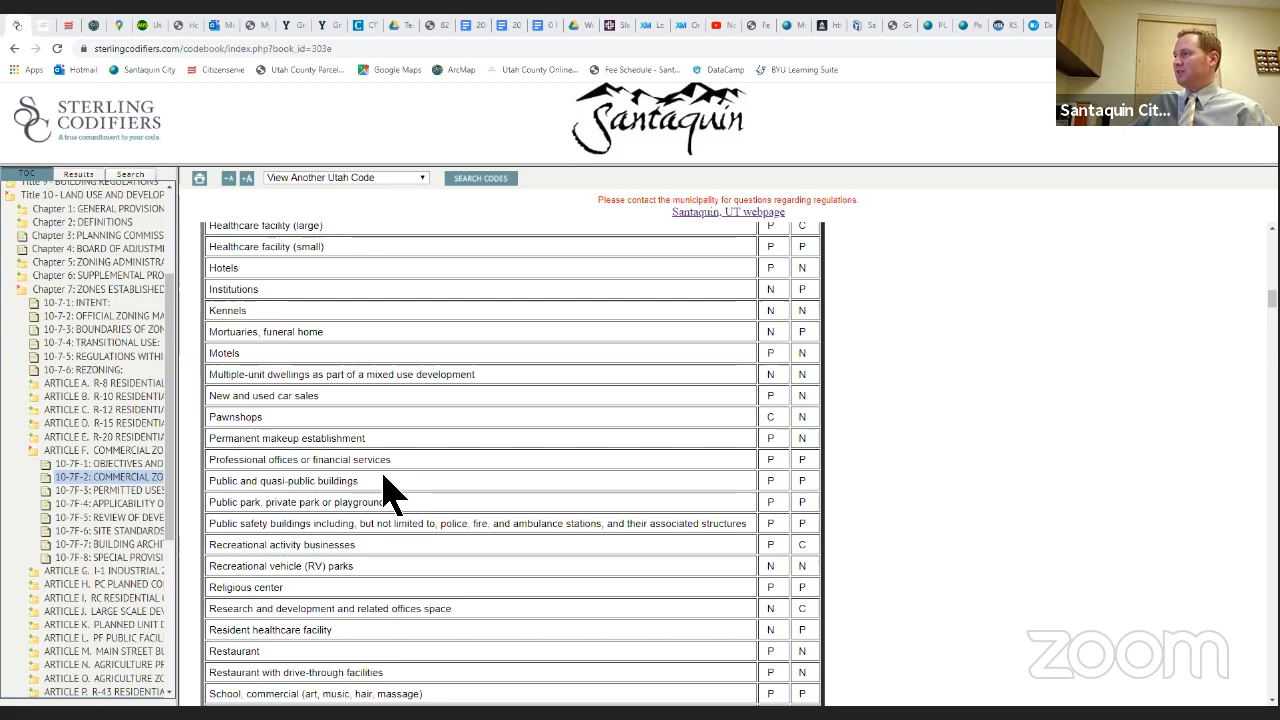 sterlingcodifiers.com/codebook/index.php?book_id=303e
Apps
Hotmail
Santaquin City
Citizenserve
Utah County Parcel...
Google Maps
ArcMap
Utah County Online...
Fee Schedule - Sant...
DataCamp
BYU Learning Suite
Santaquin Cit...
STERLING
CODIFIERS
A true commitment to your code.
Santaquin
TOC
Results
Search
View Another Utah Code
SEARCH CODES
Please contact the municipality for questions regarding regulations.
Santaquin, UT webpage
Title 9 - BUILDING REGULATIONS
Title 10 - LAND USE AND DEVELOP
Chapter 1: GENERAL PROVISION
Chapter 2: DEFINITIONS
Chapter 3: PLANNING COMMISS
Chapter 4: BOARD OF ADJUSTM
Chapter 5: ZONING ADMINISTRA
Chapter 6: SUPPLEMENTAL PRO
Chapter 7: ZONES ESTABLISHED
10-7-1: INTENT:
10-7-2: OFFICIAL ZONING MA
10-7-3: BOUNDARIES OF ZON
10-7-4: TRANSITIONAL USE:
10-7-5: REGULATIONS WITHI
10-7-6: REZONING:
ARTICLE A. R-8 RESIDENTIAL
ARTICLE B. R-10 RESIDENTIAL
ARTICLE C. R-12 RESIDENTIAL
ARTICLE D. R-15 RESIDENTIAL
ARTICLE E. R-20 RESIDENTIAL
ARTICLE F. COMMERCIAL ZO
10-7F-1: OBJECTIVES AND
10-7F-2: COMMERCIAL ZO
10-7F-3: PERMITTED USES
10-7F-4: APPLICABILITY O
10-7F-5: REVIEW OF DEVE
10-7F-6: SITE STANDARDS
10-7F-7: BUILDING ARCHI
10-7F-8: SPECIAL PROVISI
ARTICLE G. I-1 INDUSTRIAL Z
ARTICLE H. PC PLANNED CO
ARTICLE I. RC RESIDENTIAL C
ARTICLE J. LARGE SCALE DEV
ARTICLE K. PLANNED UNIT D
ARTICLE L. PF PUBLIC FACIL
ARTICLE M. MAIN STREET BU
ARTICLE N. AGRICULTURE PR
ARTICLE O. AGRICULTURE Z
ARTICLE P. R-43 RESIDENTIA
Healthcare facility (large) P C
Healthcare facility (small) P P
Hotels P N
Institutions N P
Kennels N N
Mortuaries, funeral home N P
Motels P N
Multiple-unit dwellings as part of a mixed use development N N
New and used car sales P N
Pawnshops C N
Permanent makeup establishment P N
Professional offices or financial services P P
Public and quasi-public buildings P P
Public park, private park or playground P P
Public safety buildings including, but not limited to, police, fire, and ambulance stations, and their associated structures P P
Recreational activity businesses P C
Recreational vehicle (RV) parks N N
Religious center P P
Research and development and related offices space N C
Resident healthcare facility N P
Restaurant P N
Restaurant with drive-through facilities P N
School, commercial (art, music, hair, massage) P P
zoom